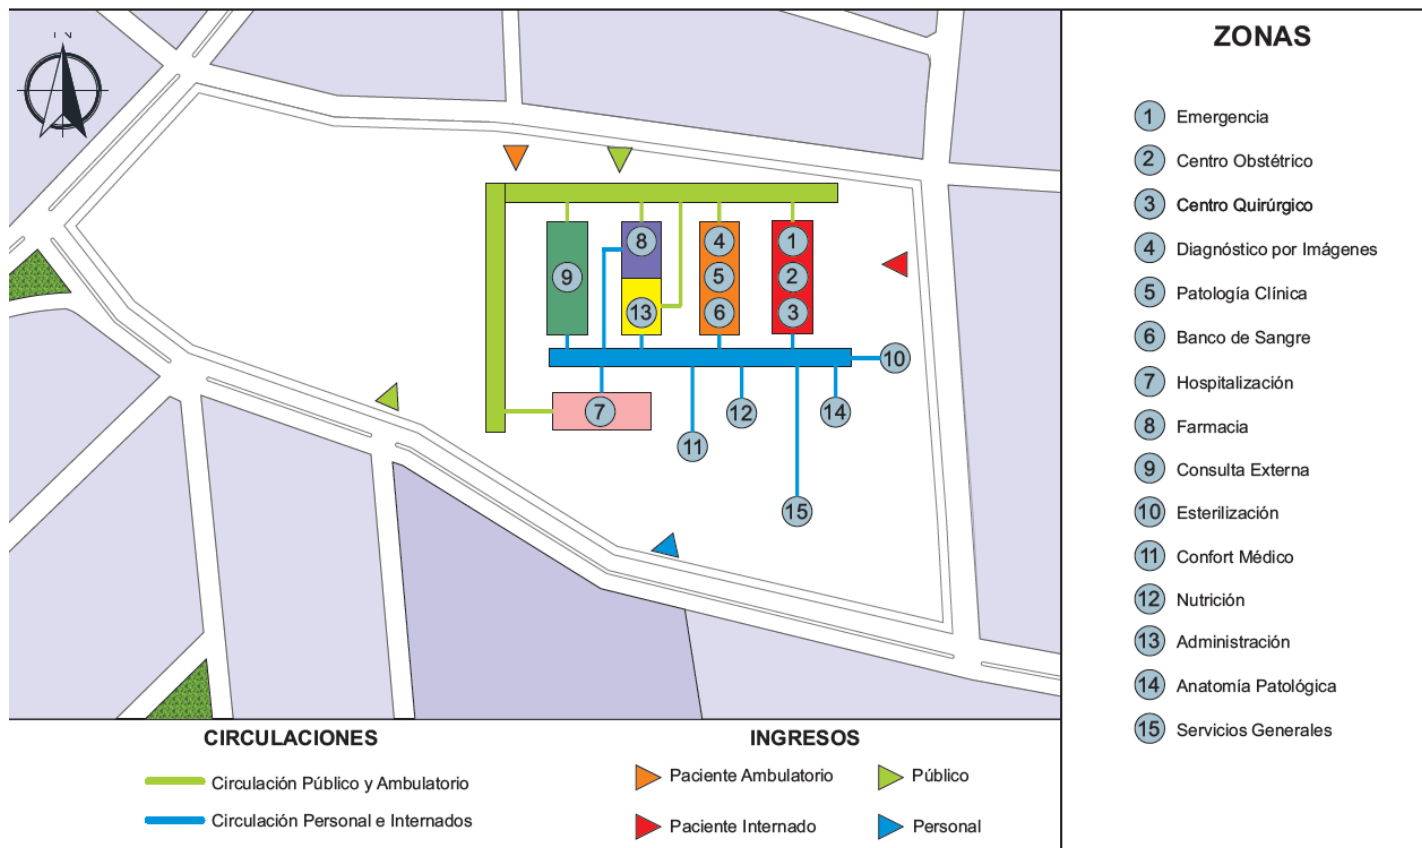 N
8
4
1
9
5
2
13
6
3
10
7
12
14
11
15
ZONAS
1 Emergencia
2 Centro Obstétrico
3 Centro Quirúrgico
4 Diagnóstico por Imágenes
5 Patología Clínica
6 Banco de Sangre
7 Hospitalización
8 Farmacia
9 Consulta Externa
10 Esterilización
11 Confort Médico
12 Nutrición
13 Administración
14 Anatomía Patológica
15 Servicios Generales
CIRCULACIONES
Circulación Público y Ambulatorio
Circulación Personal e Internados
INGRESOS
Paciente Ambulatorio
Público
Paciente Internado
Personal